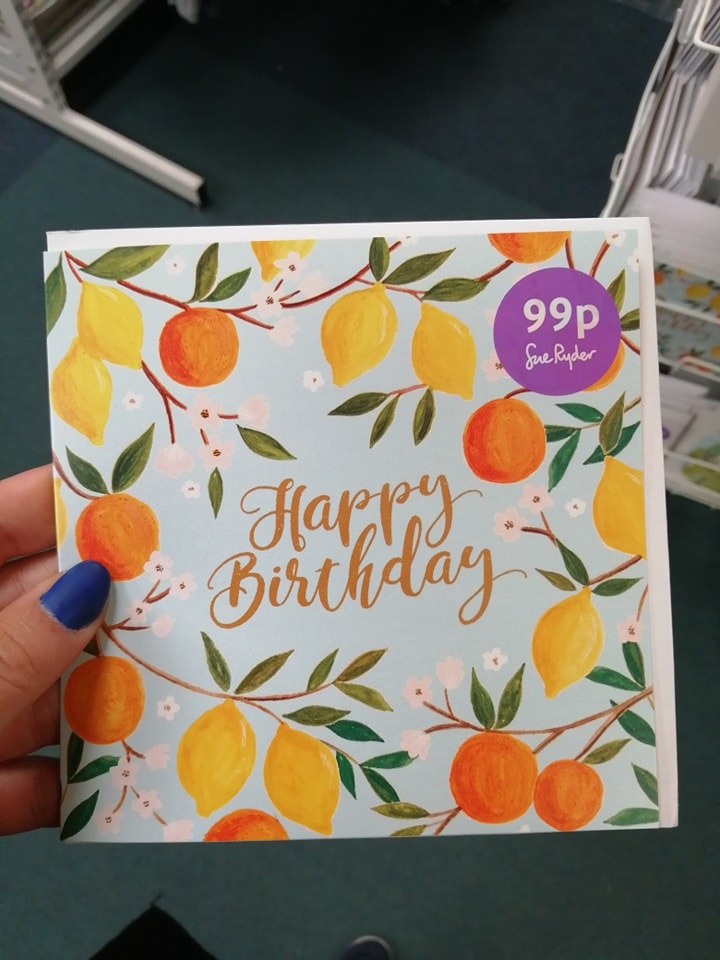 99p
Sue Ryder
Happy
Birthday